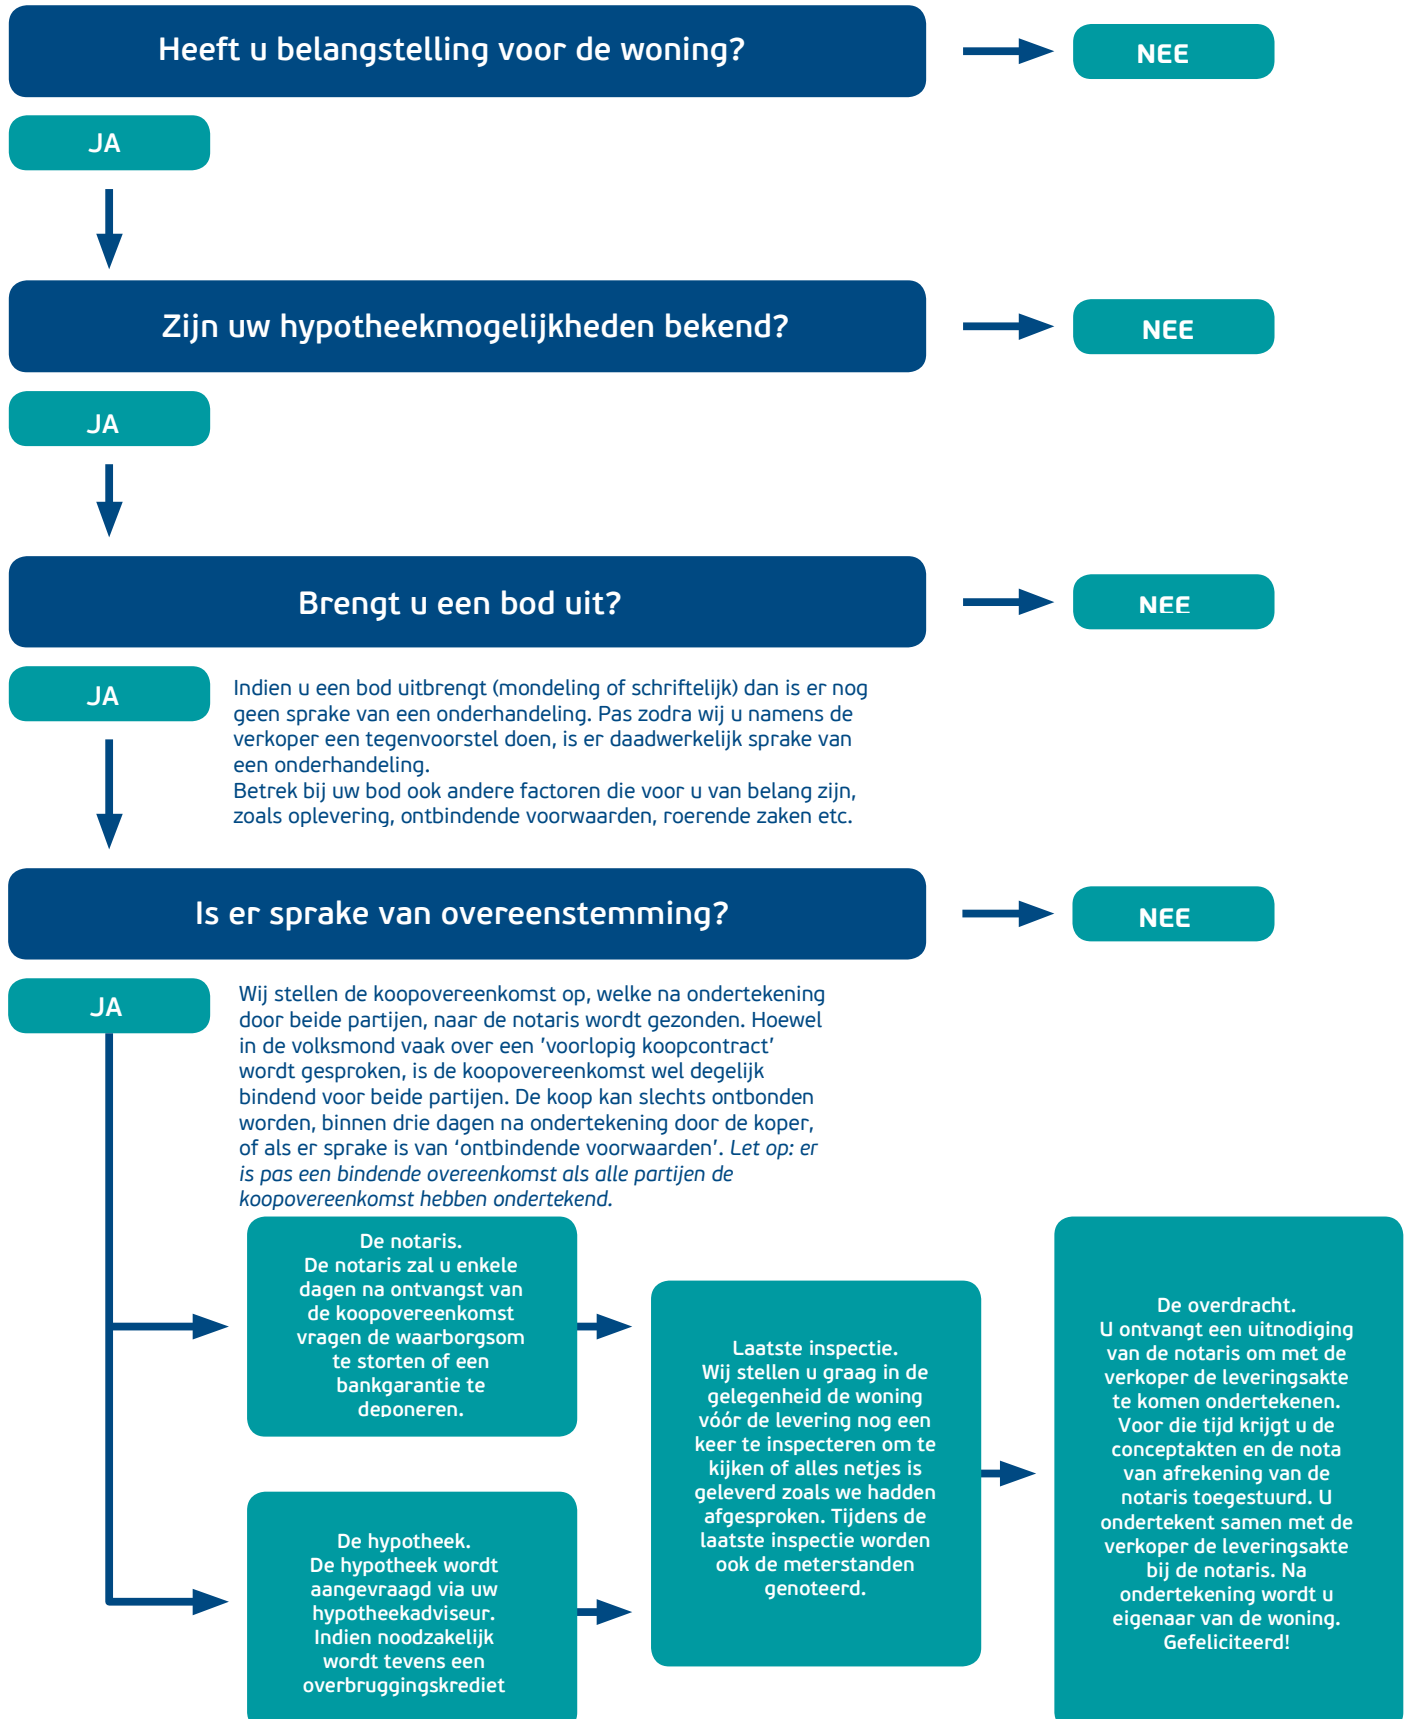 Heeft u belangstelling voor de woning?
NEE
JA
Zijn uw hypotheekmogelijkheden bekend?
NEE
JA
Brengt u een bod uit?
NEE
JA
Indien u een bod uitbrengt (mondeling of schriftelijk) dan is er nog
geen sprake van een onderhandeling. Pas zodra wij u namens de
verkoper een tegenvoorstel doen, is er daadwerkelijk sprake van
een onderhandeling.
Betrek bij uw bod ook andere factoren die voor u van belang zijn,
zoals oplevering, ontbindende voorwaarden, roerende zaken etc.
Is er sprake van overeenstemming?
NEE
JA
Wij stellen de koopovereenkomst op, welke na ondertekening
door beide partijen, naar de notaris wordt gezonden. Hoewel
in de volksmond vaak over een 'voorlopig koopcontract'
wordt gesproken, is de koopovereenkomst wel degelijk
bindend voor beide partijen. De koop kan slechts ontbonden
worden, binnen drie dagen na ondertekening door de koper,
of als er sprake is van ‘ontbindende voorwaarden’. Let op: er
is pas een bindende overeenkomst als alle partijen de
koopovereenkomst hebben ondertekend.
De notaris.
De notaris zal u enkele
dagen na ontvangst van
de koopovereenkomst
vragen de waarborgsom
te storten of een
bankgarantie te
deponeren.
De hypotheek.
De hypotheek wordt
aangevraagd via uw
hypotheekadviseur.
Indien noodzakelijk
wordt tevens een
overbruggingskrediet
Laatste inspectie.
Wij stellen u graag in de
gelegenheid de woning
vóór de levering nog een
keer te inspecteren om te
kijken of alles netjes is
geleverd zoals we hadden
afgesproken. Tijdens de
laatste inspectie worden
ook de meterstanden
genoteerd.
De overdracht.
U ontvangt een uitnodiging
van de notaris om met de
verkoper de leveringsakte
te komen ondertekenen.
Voor die tijd krijgt u de
conceptakten en de nota
van afrekening van de
notaris toegestuurd. U
ondertekent samen met de
verkoper de leveringsakte
bij de notaris. Na
ondertekening wordt u
eigenaar van de woning.
Gefeliciteerd!